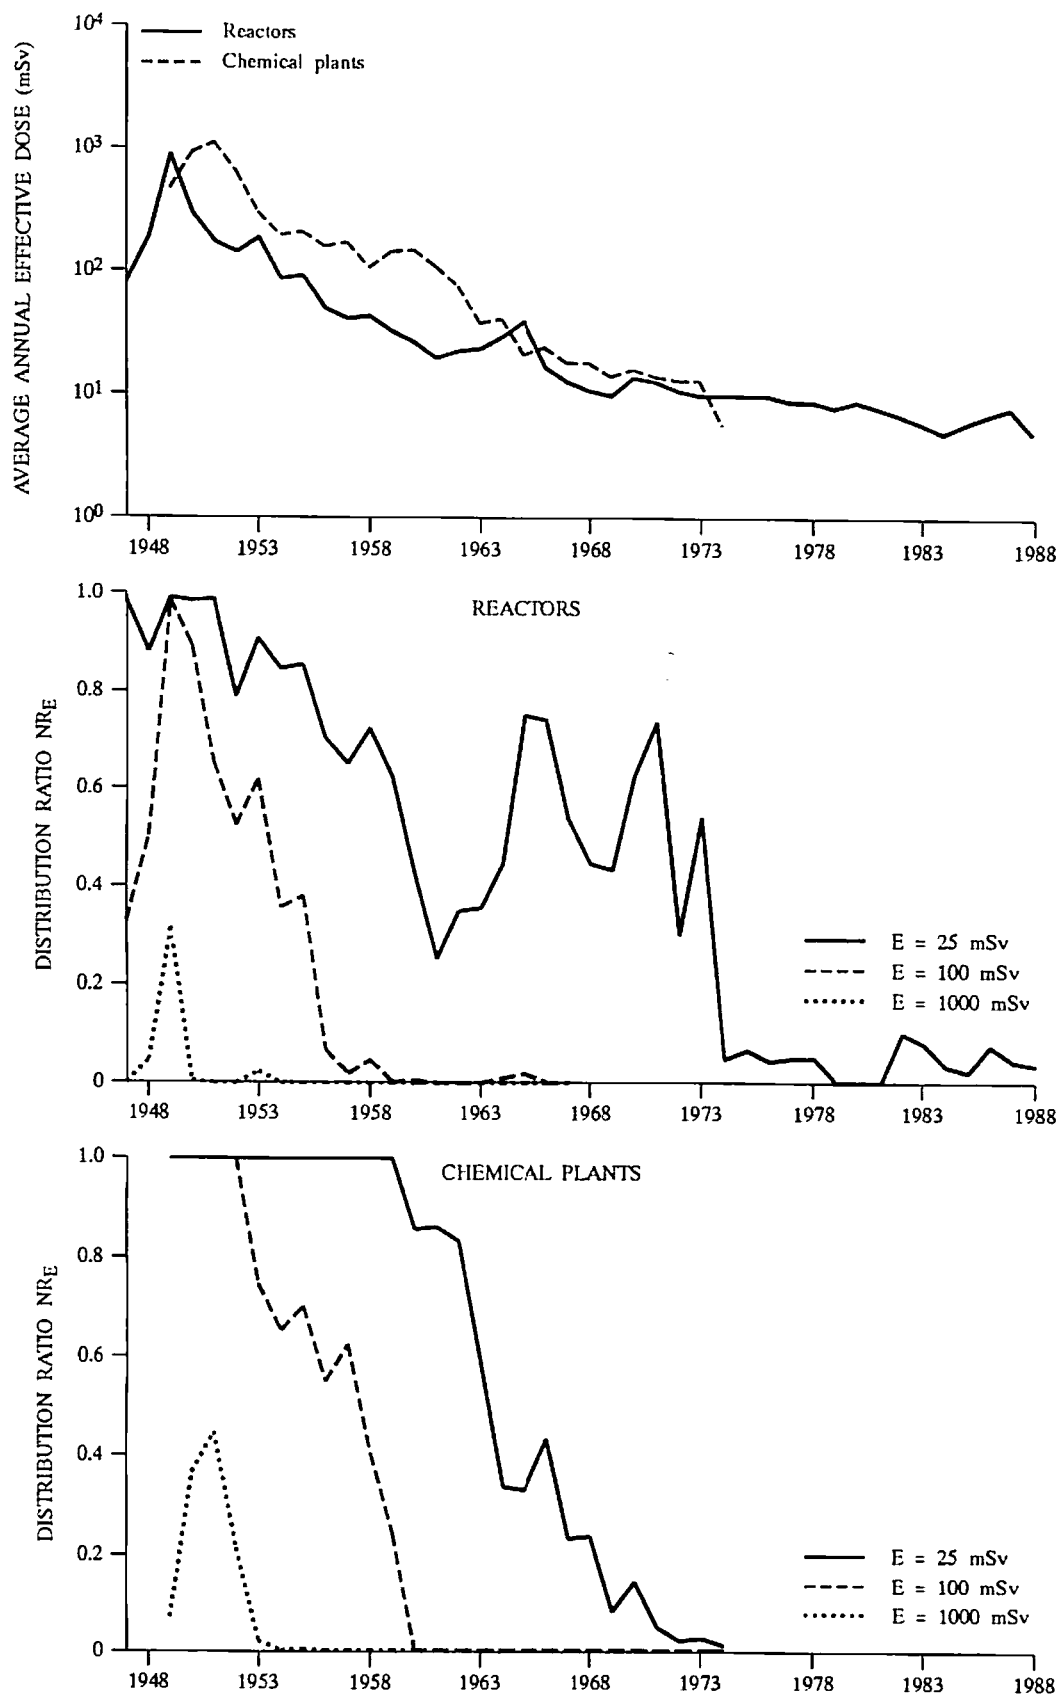 AVERAGE ANNUAL EFFECTIVE DOSE (mSv)
10⁴
10³
10²
10¹
10⁰
Reactors
Chemical plants
1948 1953 1958 1963 1968 1973 1978 1983 1988
REACTORS
DISTRIBUTION RATIO NRE
1.0
0.8
0.6
0.4
0.2
0
E = 25 mSv
E = 100 mSv
E = 1000 mSv
1948 1953 1958 1963 1968 1973 1978 1983 1988
CHEMICAL PLANTS
DISTRIBUTION RATIO NRE
1.0
0.8
0.6
0.4
0.2
0
E = 25 mSv
E = 100 mSv
E = 1000 mSv
1948 1953 1958 1963 1968 1973 1978 1983 1988